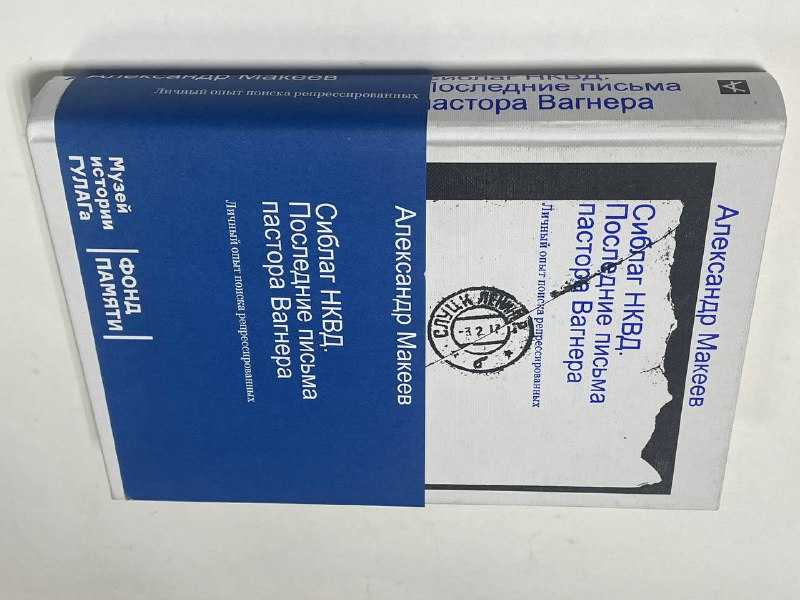 Александр Макеев
Личный опыт поиска репрессированных
Сиблаг НКВД.
Последние письма
пастора Вагнера
Александр Макеев
Сиблаг НКВД.
Последние письма
пастора Вагнера
Личный опыт поиска репрессированных
Музей
истории
ГУЛАГа
ФОНД
ПАМЯТИ
Александр Макеев
Сиблаг НКВД.
Последние письма
пастора Вагнера
Личный опыт поиска репрессированных
СЛУЦК ЛЕНИНГ
б